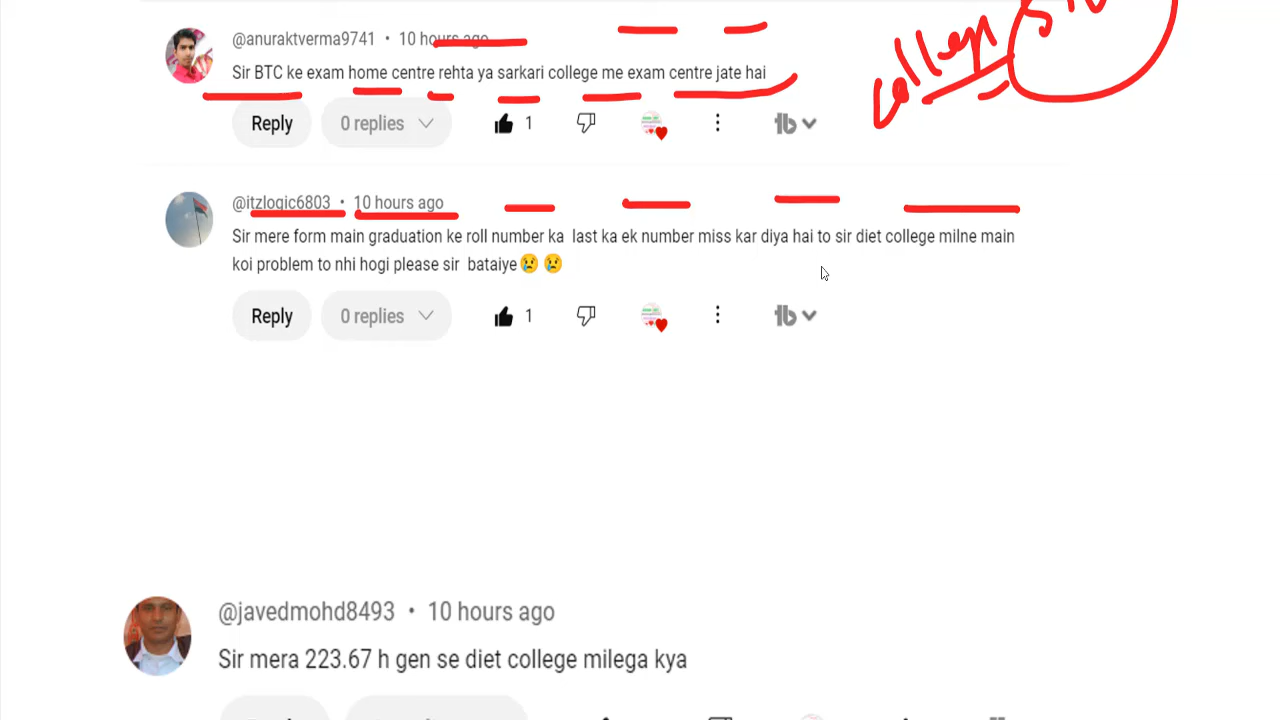 college
@anuraktverma9741 • 10 hours ago
Sir BTC ke exam home centre rehta ya sarkari college me exam centre jate hai
Reply 0 replies 1
@itzlogic6803 • 10 hours ago
Sir mere form main graduation ke roll number ka last ka ek number miss kar diya hai to sir diet college milne main
koi problem to nhi hogi please sir bataiye😢 😢
Reply 0 replies 1
@javedmohd8493 • 10 hours ago
Sir mera 223.67 h gen se diet college milega kya